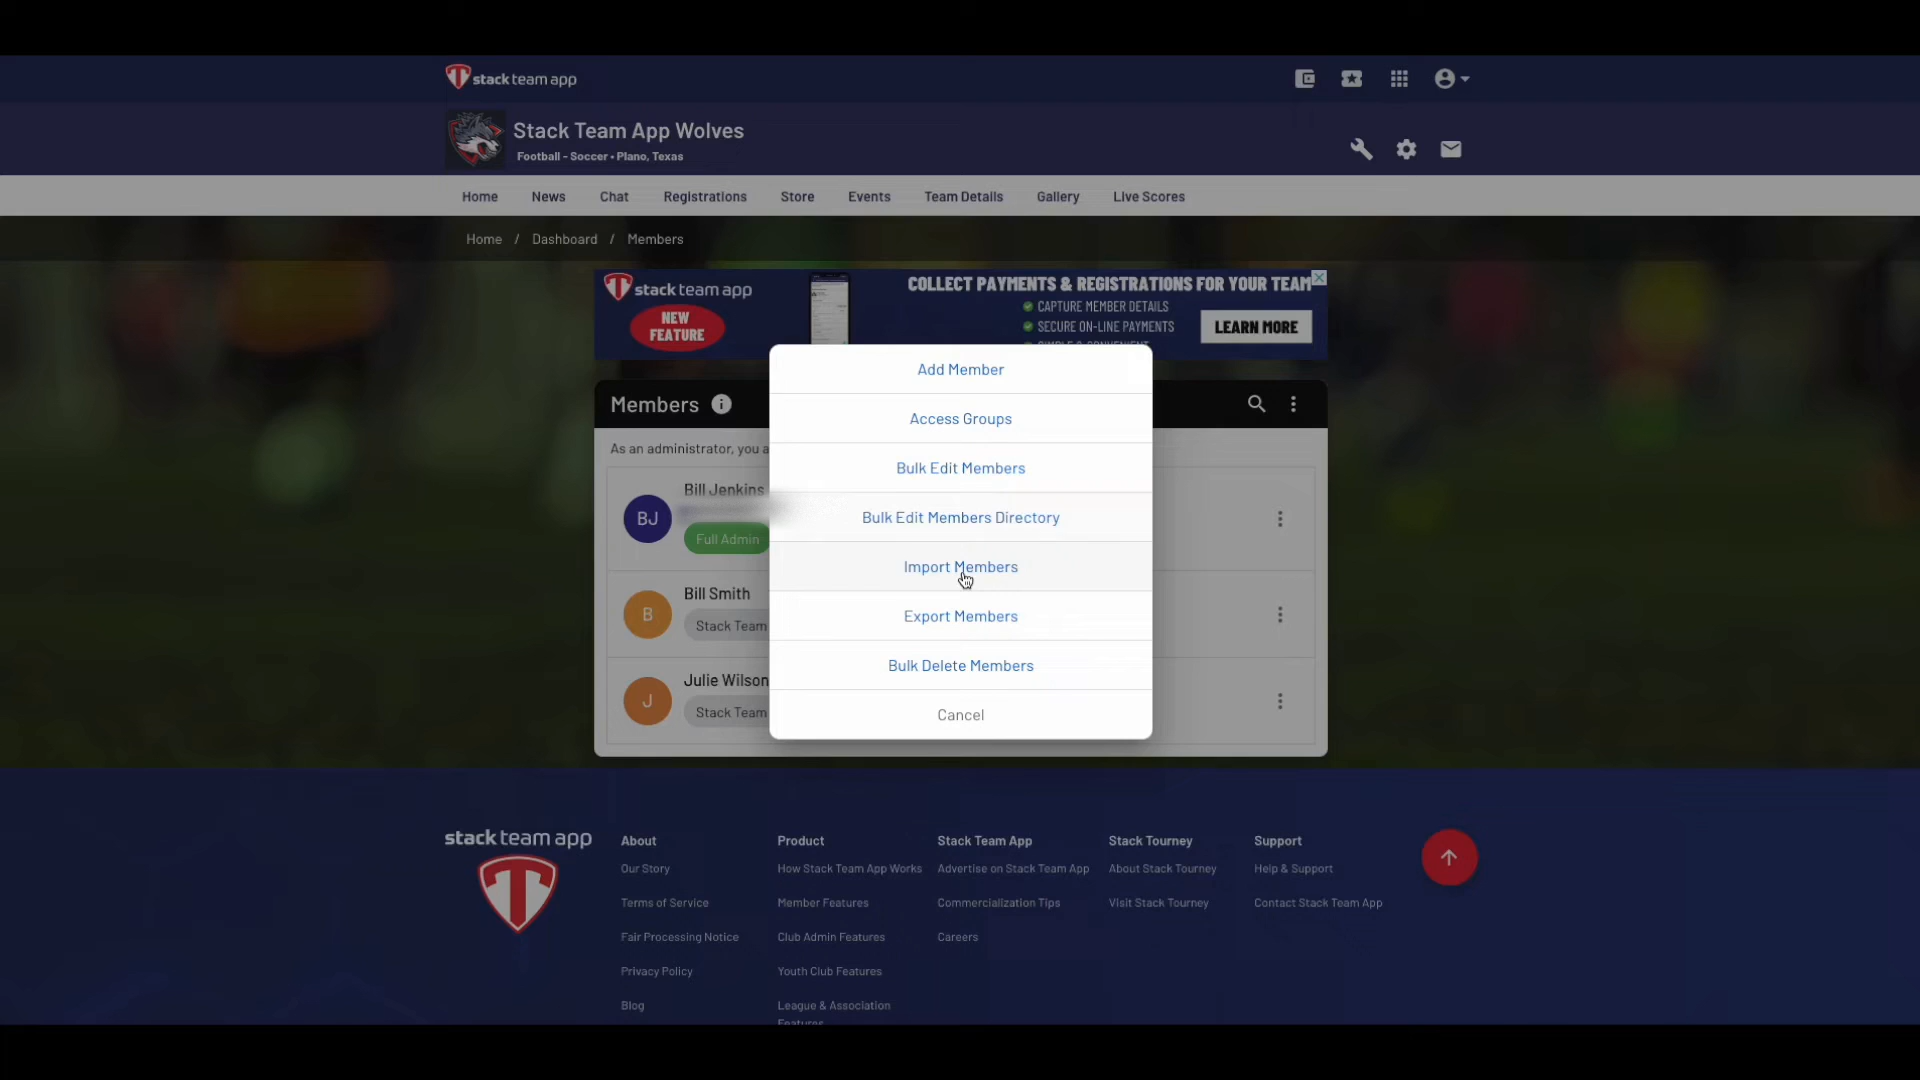 stack team app
Stack Team App Wolves
Football - Soccer • Plano, Texas
Home News Chat Registrations Store Events Team Details Gallery Live Scores
Home / Dashboard / Members
stack team app
NEW
FEATURE
COLLECT PAYMENTS & REGISTRATIONS FOR YOUR TEAM
CAPTURE MEMBER DETAILS
SECURE ON-LINE PAYMENTS
SIMPLE & CONVENIENT
LEARN MORE
Members
As an administrator, you a
BJ
Bill Jenkins
Full Admin
B
Bill Smith
Stack Team
J
Julie Wilson
Stack Team
Add Member
Access Groups
Bulk Edit Members
Bulk Edit Members Directory
Import Members
Export Members
Bulk Delete Members
Cancel
stack team app
About
Our Story
Terms of Service
Fair Processing Notice
Privacy Policy
Blog
Product
How Stack Team App Works
Member Features
Club Admin Features
Youth Club Features
League & Association
Features
Stack Team App
Advertise on Stack Team App
Commercialization Tips
Careers
Stack Tourney
About Stack Tourney
Visit Stack Tourney
Support
Help & Support
Contact Stack Team App